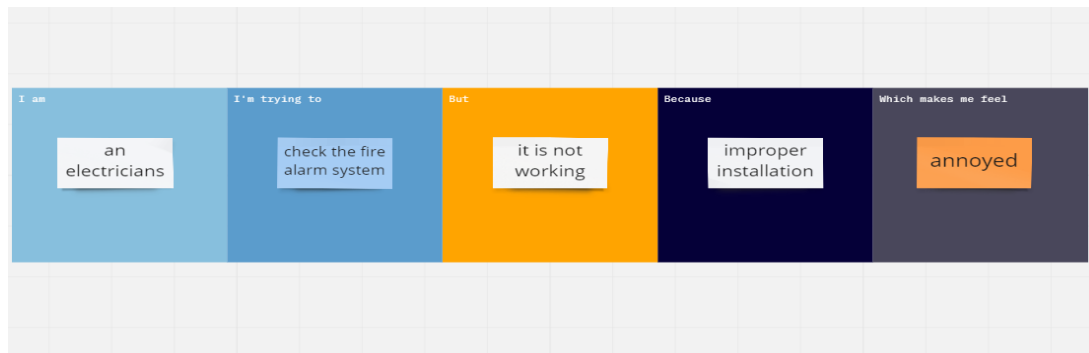 I am
an
electricians
I'm trying to
check the fire
alarm system
But
it is not
working
Because
improper
installation
Which makes me feel
annoyed